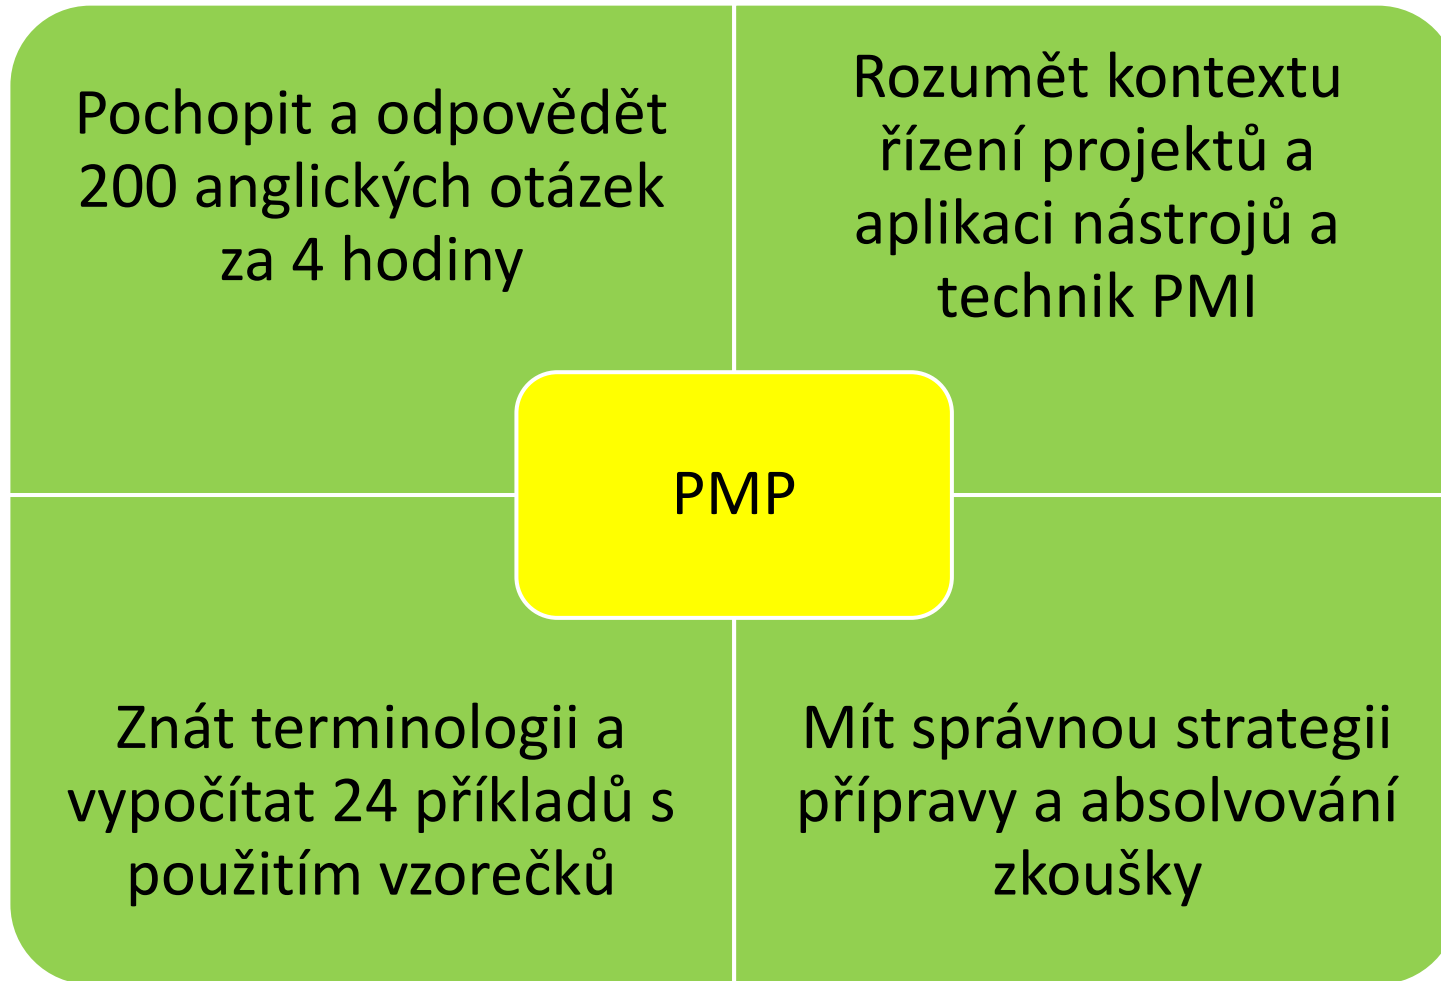 Pochopit a odpovědět
200 anglických otázek
za 4 hodiny
Rozumět kontextu
řízení projektů a
aplikaci nástrojů a
technik PMI
PMP
Znát terminologii a
vypočítat 24 příkladů s
použitím vzorečků
Mít správnou strategii
přípravy a absolvování
zkoušky